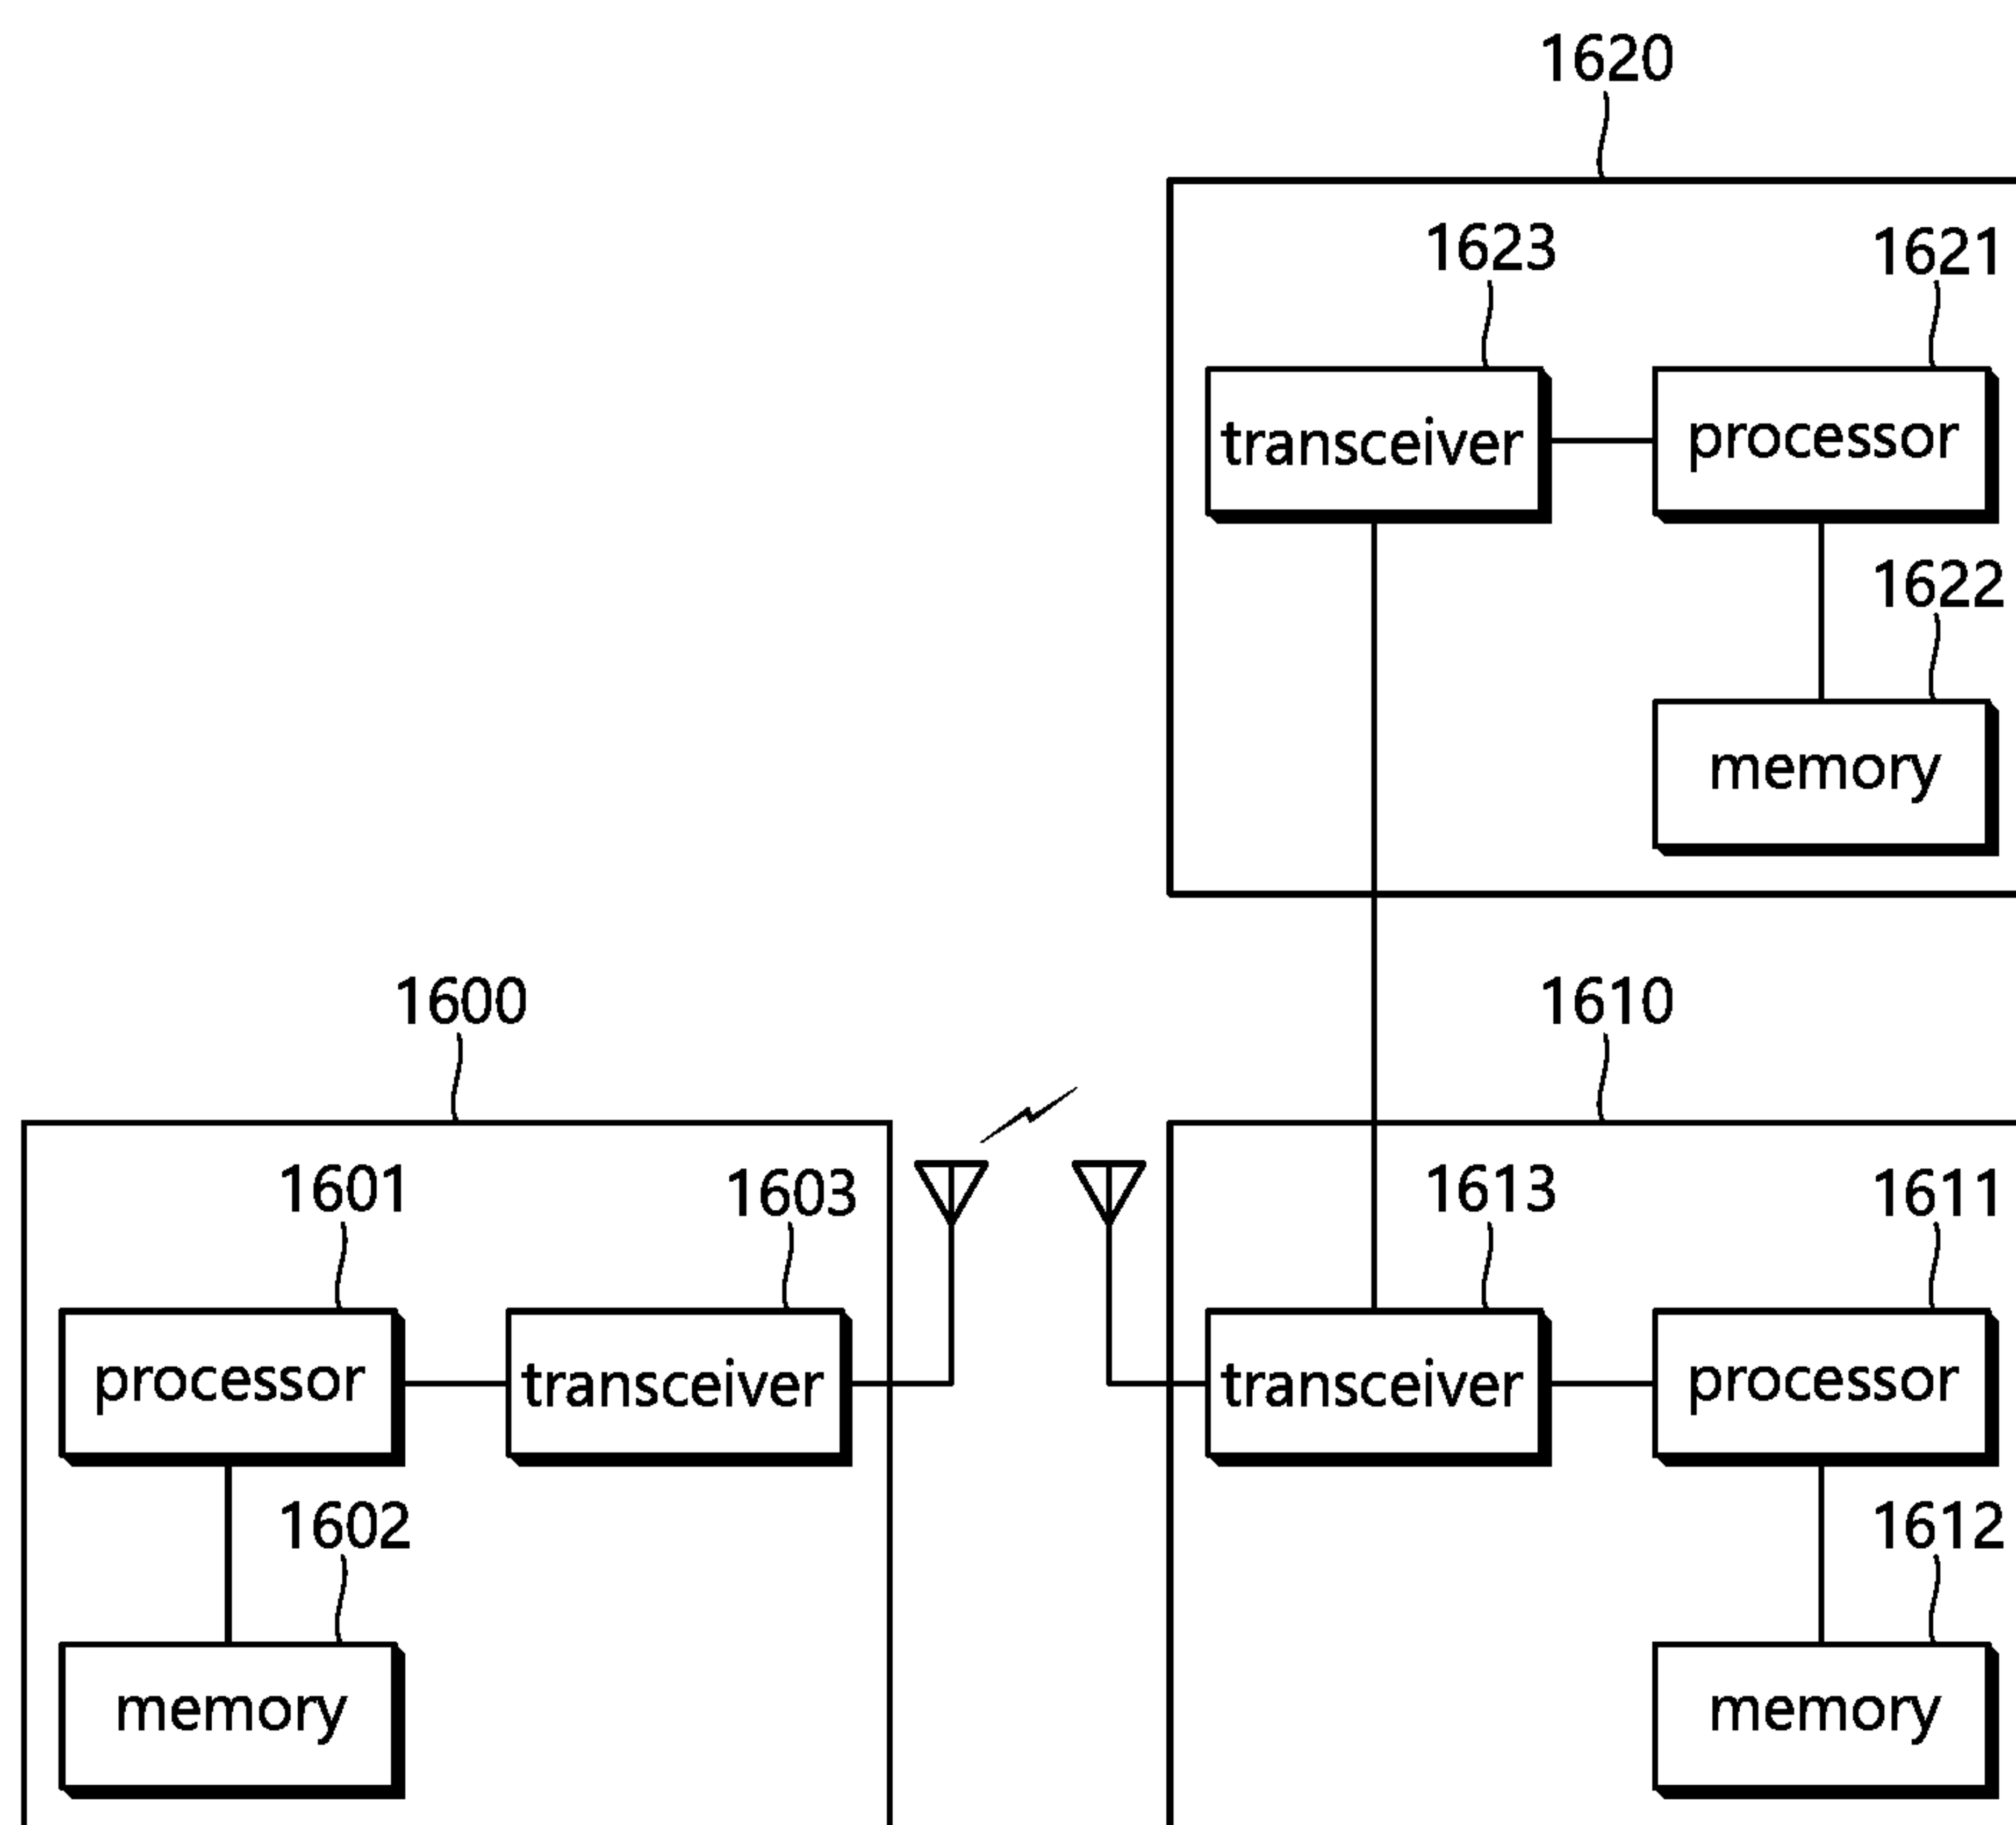 1620
1623
1621
transceiver
processor
1622
memory
1600
1610
1601
1603
1613
1611
processor
transceiver
transceiver
processor
1602
1612
memory
memory